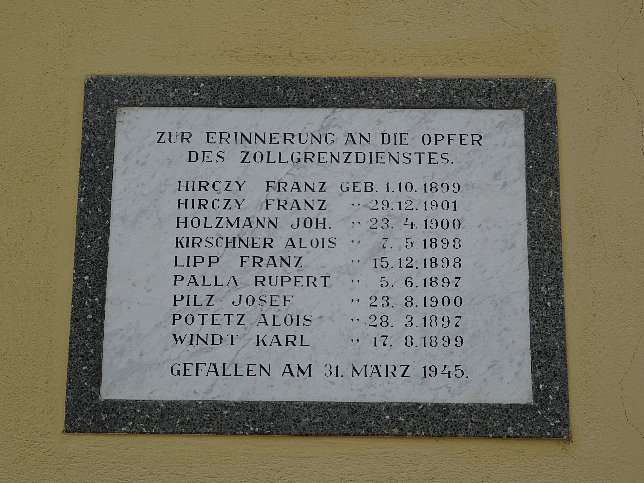 ZUR ERINNERUNG AN DIE OPFER
DES ZOLLGRENZDIENSTES.
HIRCZY FRANZ GEB. 1.10.1899
HIRCZY FRANZ " 29.12.1901
HOLZMANN JOH. " 23. 4.1900
KIRSCHNER ALOIS " 7. 5.1898
LIPP FRANZ " 15.12.1898
PALLA RUPERT " 5. 6.1897
PILZ JOSEF " 23. 8.1900
POTETZ ALOIS " 28. 3.1897
WINDT KARL " 17. 8.1899
GEFALLEN AM 31. MÄRZ 1945.